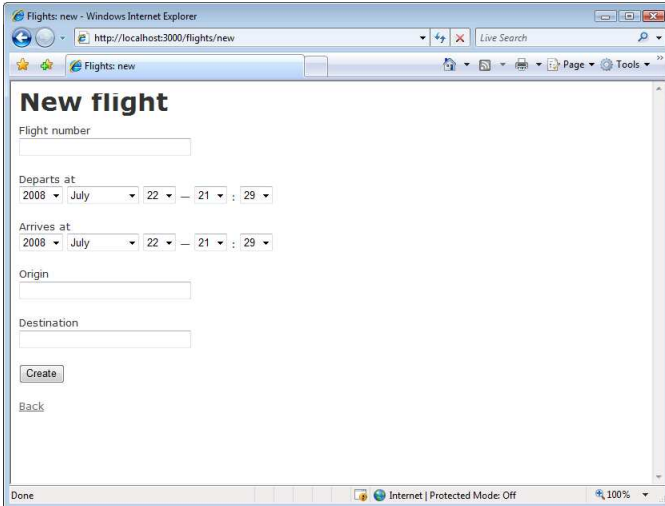 Flights: new - Windows Internet Explorer
http://localhost:3000/flights/new
Live Search
Flights: new
Page Tools »
New flight
Flight number
Departs at
2008 July 22 — 21 : 29
Arrives at
2008 July 22 — 21 : 29
Origin
Destination
Create
Back
Done Internet | Protected Mode: Off 100%